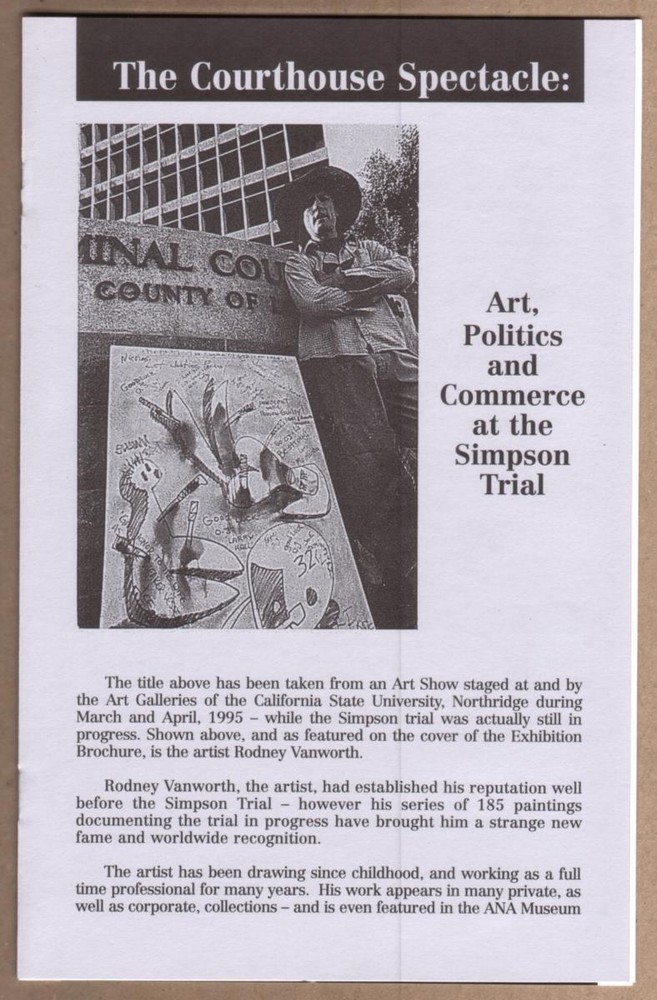 The Courthouse Spectacle:
MINAL COU
COUNTY OF L
Art,
Politics
and
Commerce
at the
Simpson
Trial
The title above has been taken from an Art Show staged at and by
the Art Galleries of the California State University, Northridge during
March and April, 1995 – while the Simpson trial was actually still in
progress. Shown above, and as featured on the cover of the Exhibition
Brochure, is the artist Rodney Vanworth.
Rodney Vanworth, the artist, had established his reputation well
before the Simpson Trial – however his series of 185 paintings
documenting the trial in progress have brought him a strange new
fame and worldwide recognition.
The artist has been drawing since childhood, and working as a full
time professional for many years. His work appears in many private, as
well as corporate, collections – and is even featured in the ANA Museum